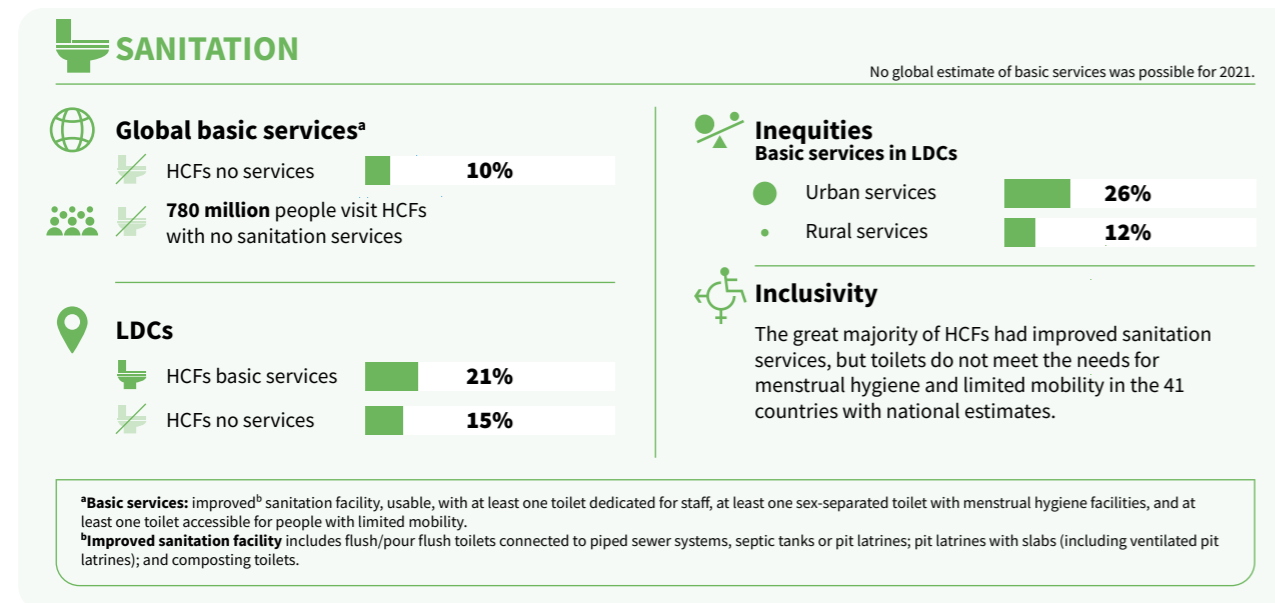 SANITATION
No global estimate of basic services was possible for 2021.
Global basic servicesᵃ
HCFs no services 10%
780 million people visit HCFs
with no sanitation services
LDCs
HCFs basic services 21%
HCFs no services 15%
Inequities
Basic services in LDCs
Urban services 26%
Rural services 12%
Inclusivity
The great majority of HCFs had improved sanitation
services, but toilets do not meet the needs for
menstrual hygiene and limited mobility in the 41
countries with national estimates.
ᵃBasic services: improvedᵇ sanitation facility, usable, with at least one toilet dedicated for staff, at least one sex-separated toilet with menstrual hygiene facilities, and at
least one toilet accessible for people with limited mobility.
ᵇImproved sanitation facility includes flush/pour flush toilets connected to piped sewer systems, septic tanks or pit latrines; pit latrines with slabs (including ventilated pit
latrines); and composting toilets.